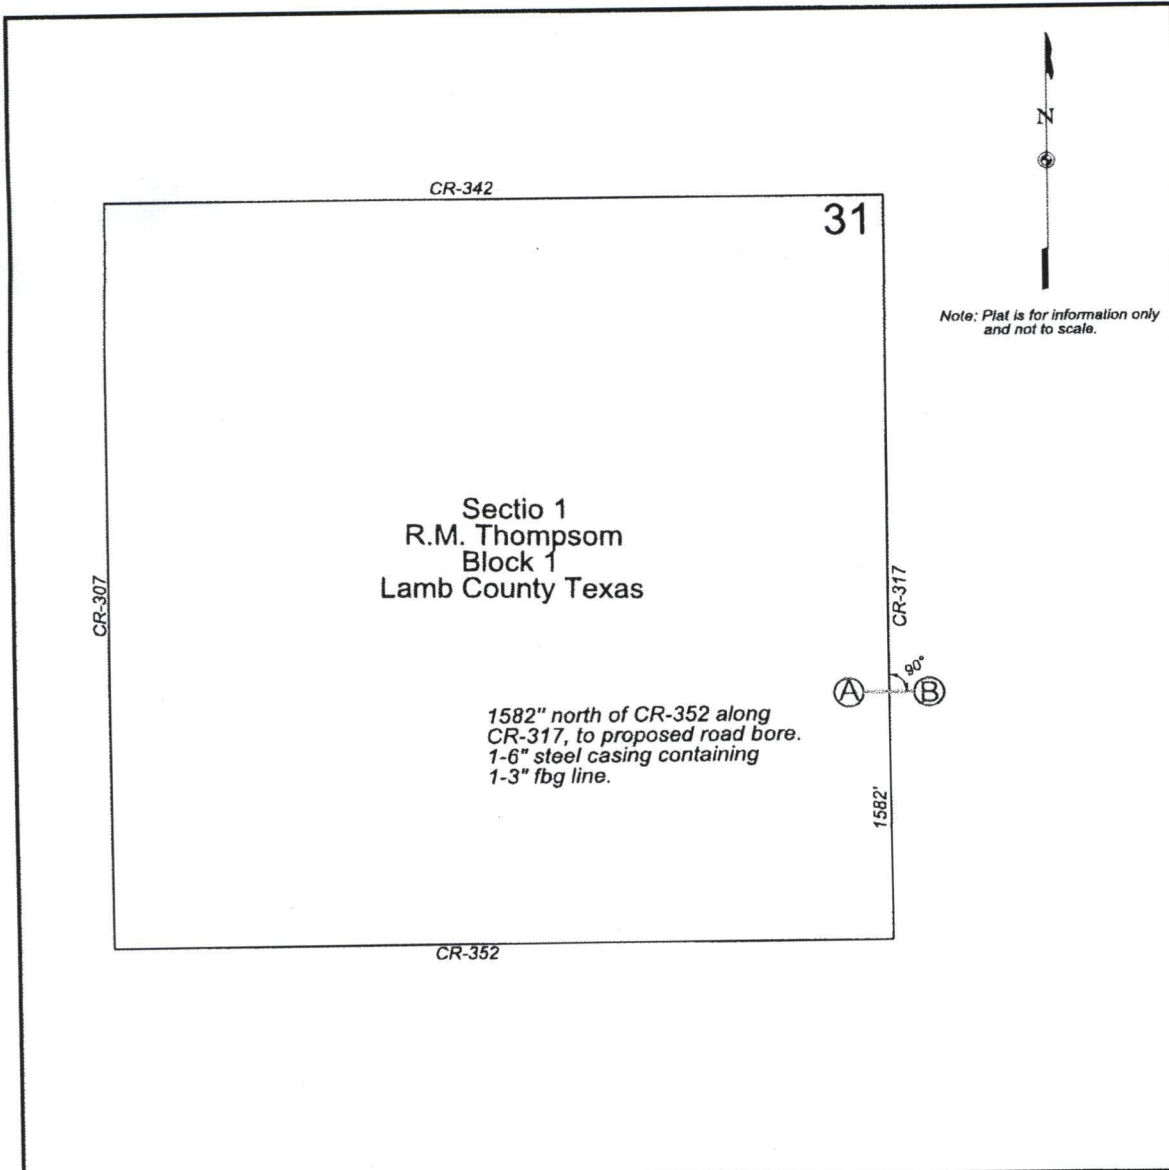 N
Note: Plat is for information only
and not to scale.
CR-342
31
Sectio 1
R.M. Thompsom
Block 1
Lamb County Texas
CR-307
CR-317
90°
A
B
1582" north of CR-352 along
CR-317, to proposed road bore.
1-6" steel casing containing
1-3" fbg line.
1582'
CR-352